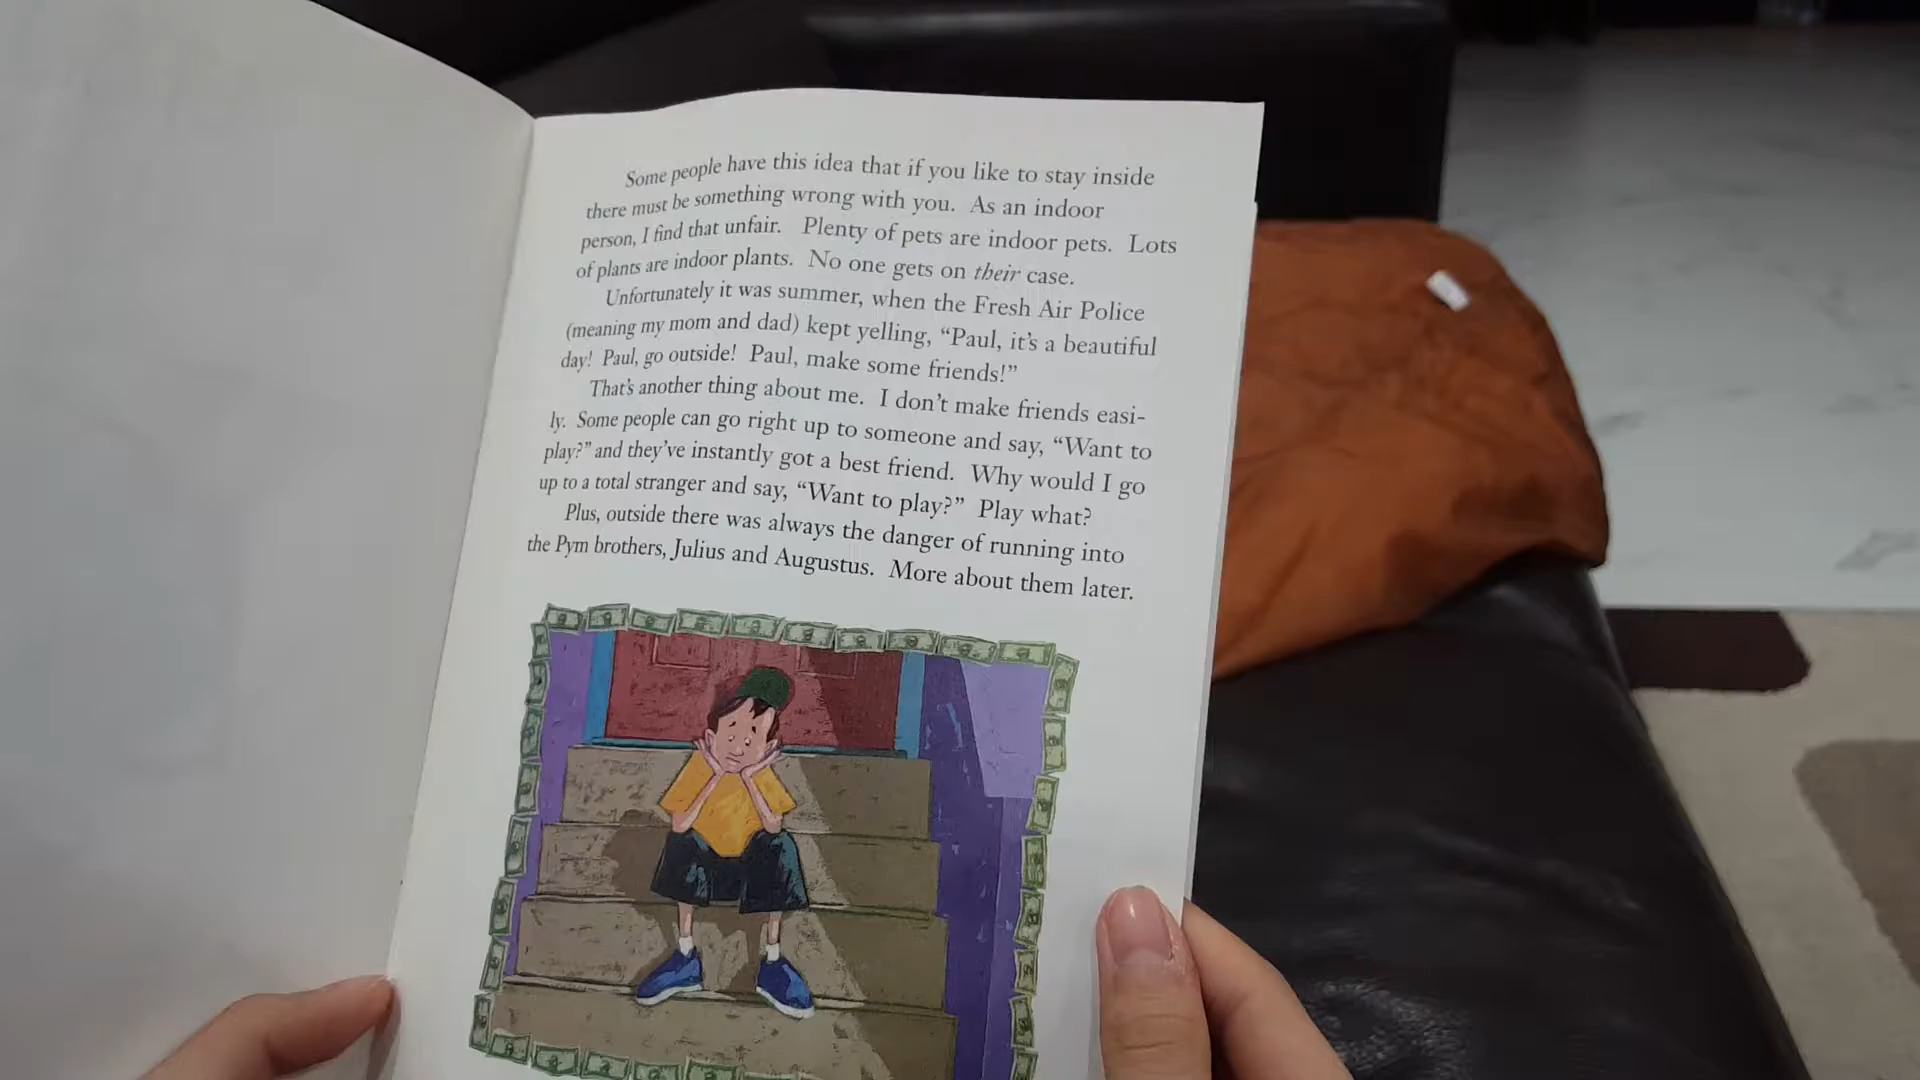 Some people have this idea that if you like to stay inside
there must be something wrong with you. As an indoor
person, I find that unfair. Plenty of pets are indoor pets. Lots
of plants are indoor plants. No one gets on their case.
Unfortunately it was summer, when the Fresh Air Police
(meaning my mom and dad) kept yelling, “Paul, it’s a beautiful
day! Paul, go outside! Paul, make some friends!”
That’s another thing about me. I don’t make friends easi-
ly. Some people can go right up to someone and say, “Want to
play?” and they’ve instantly got a best friend. Why would I go
up to a total stranger and say, “Want to play?” Play what?
Plus, outside there was always the danger of running into
the Pym brothers, Julius and Augustus. More about them later.